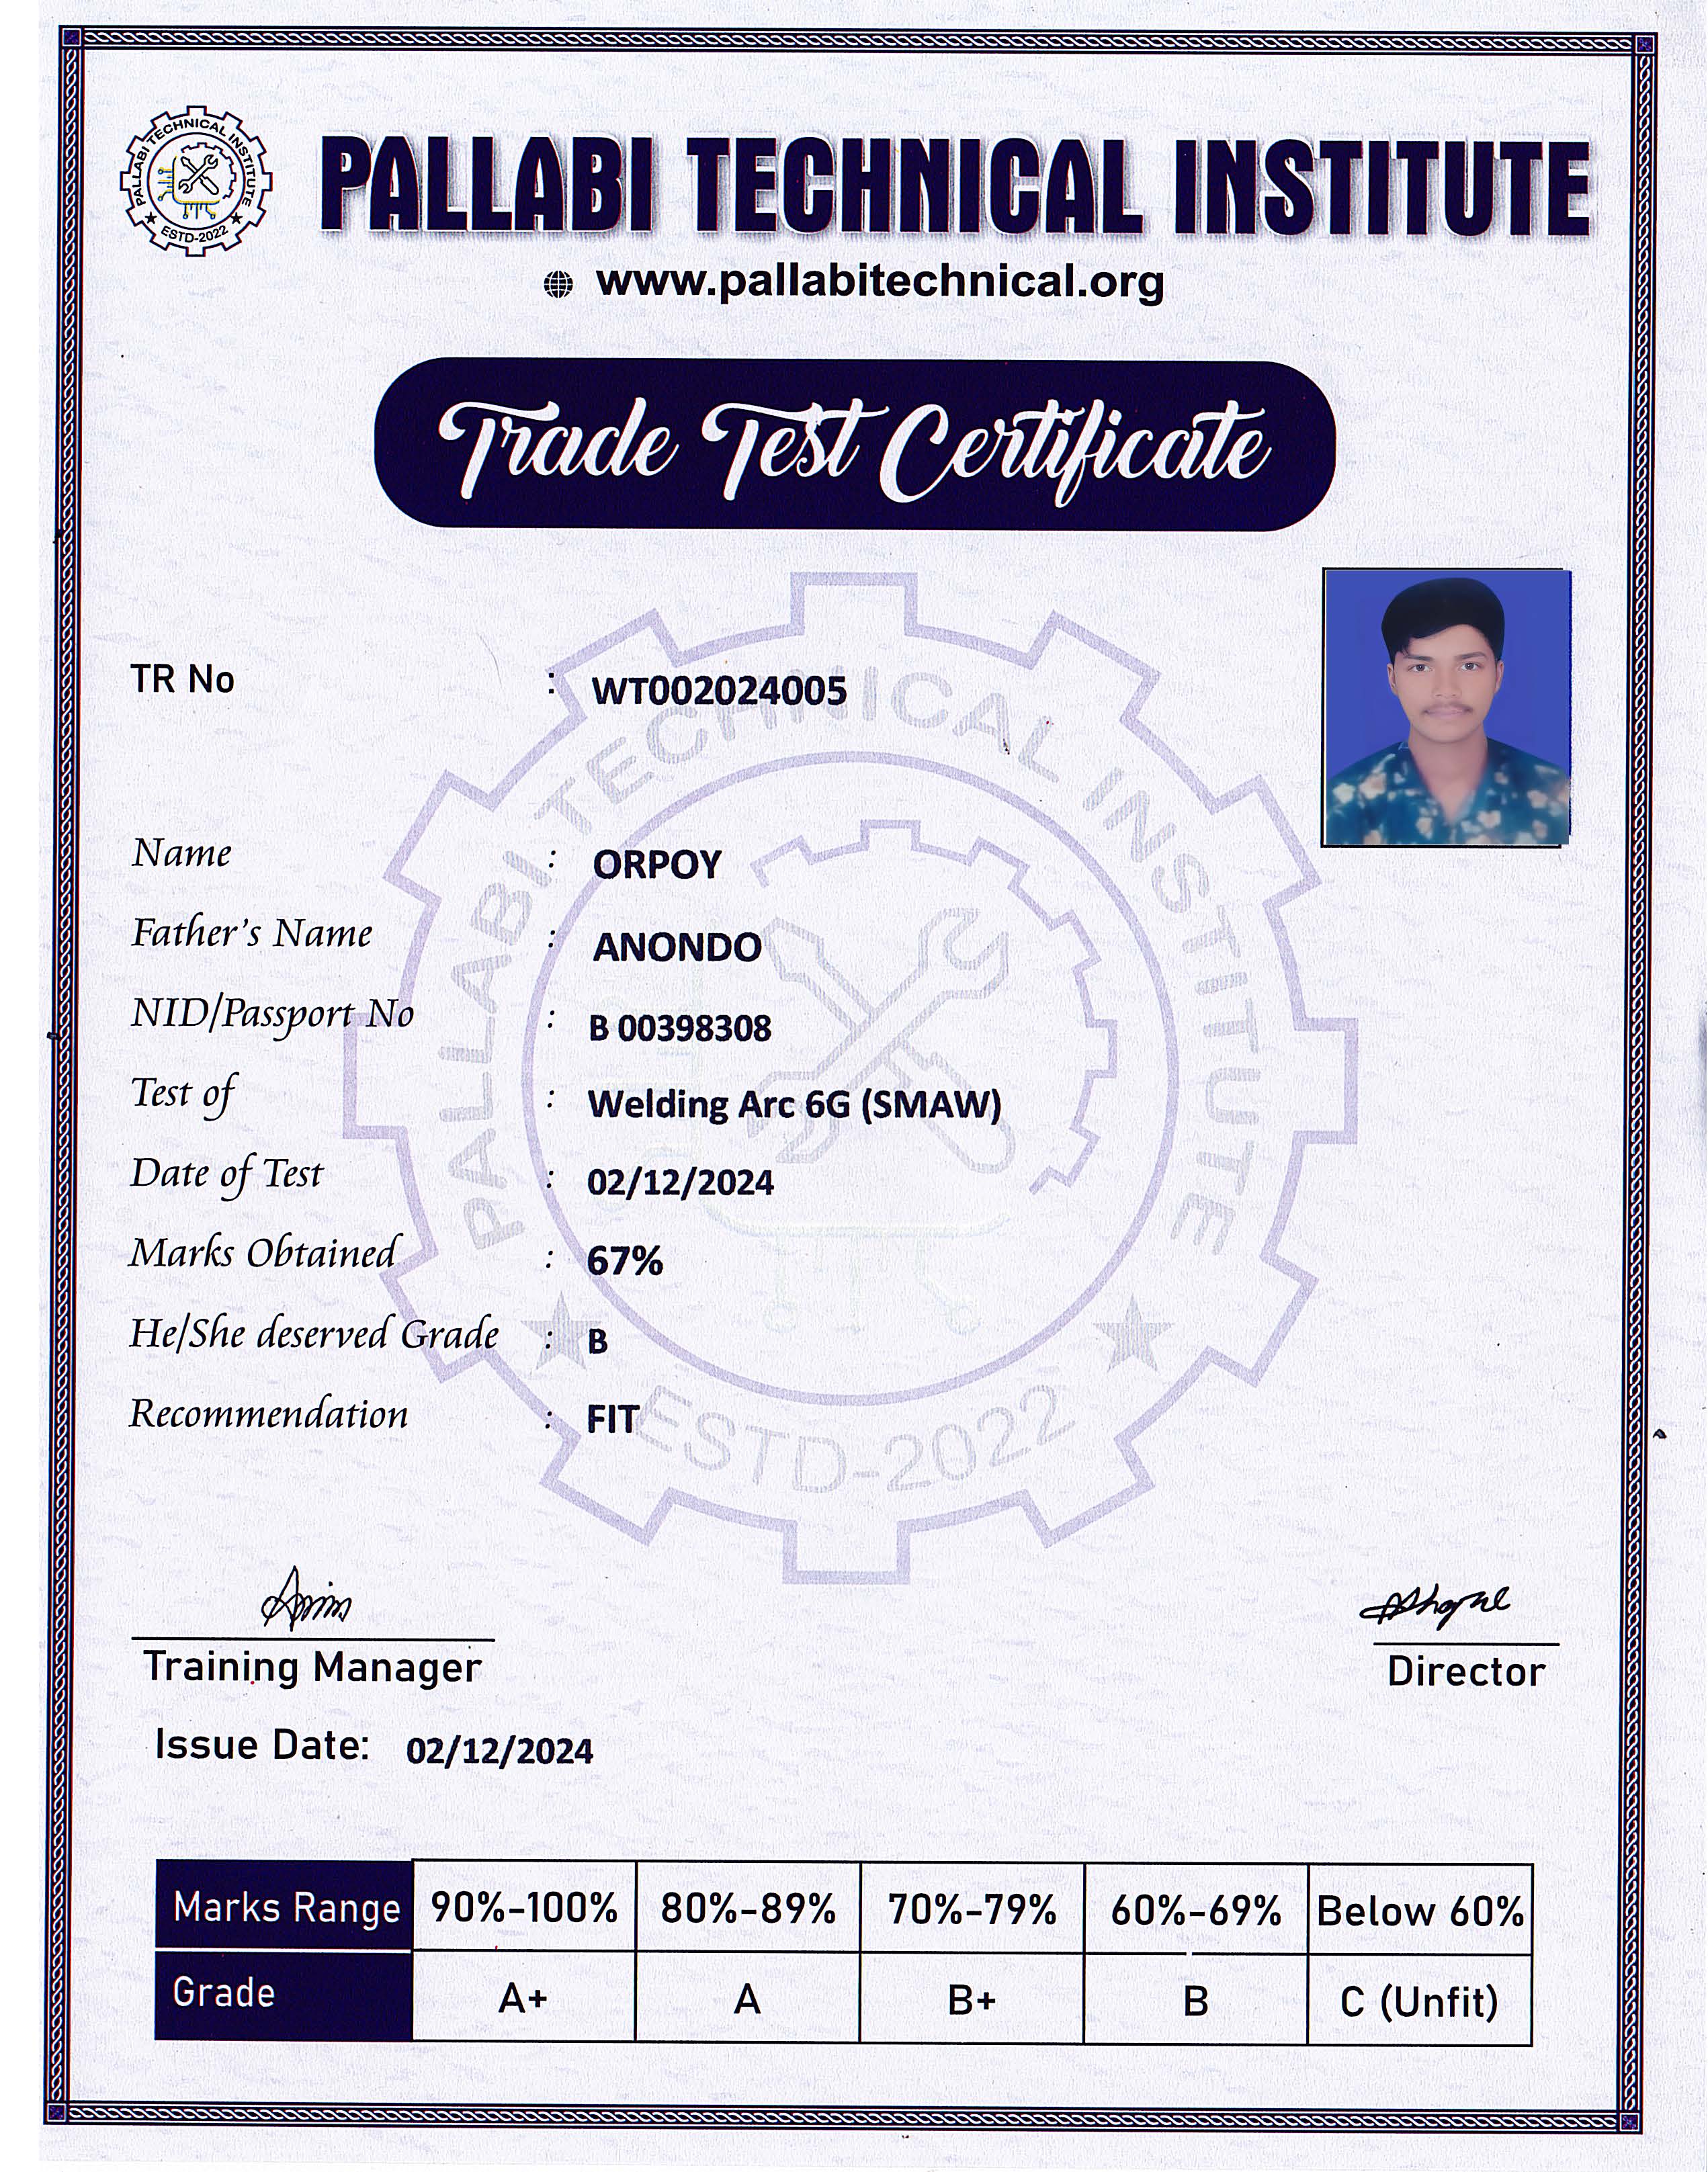 PALLABI TECHNICAL INSTITUTE
ESTD-2022
PALLABI TECHNICAL INSTITUTE
www.pallabitechnical.org
Trade Test Certificate
TR No : WT002024005
Name : ORPOY
Father's Name : ANONDO
NID/Passport No : B 00398308
Test of : Welding Arc 6G (SMAW)
Date of Test : 02/12/2024
Marks Obtained : 67%
He/She deserved Grade : B
Recommendation : FIT
PALLABI TECHNICAL INSTITUTE
ESTD-2022
Training Manager
Director
Issue Date: 02/12/2024
Marks Range 90%-100% 80%-89% 70%-79% 60%-69% Below 60%
Grade A+ A B+ B C (Unfit)